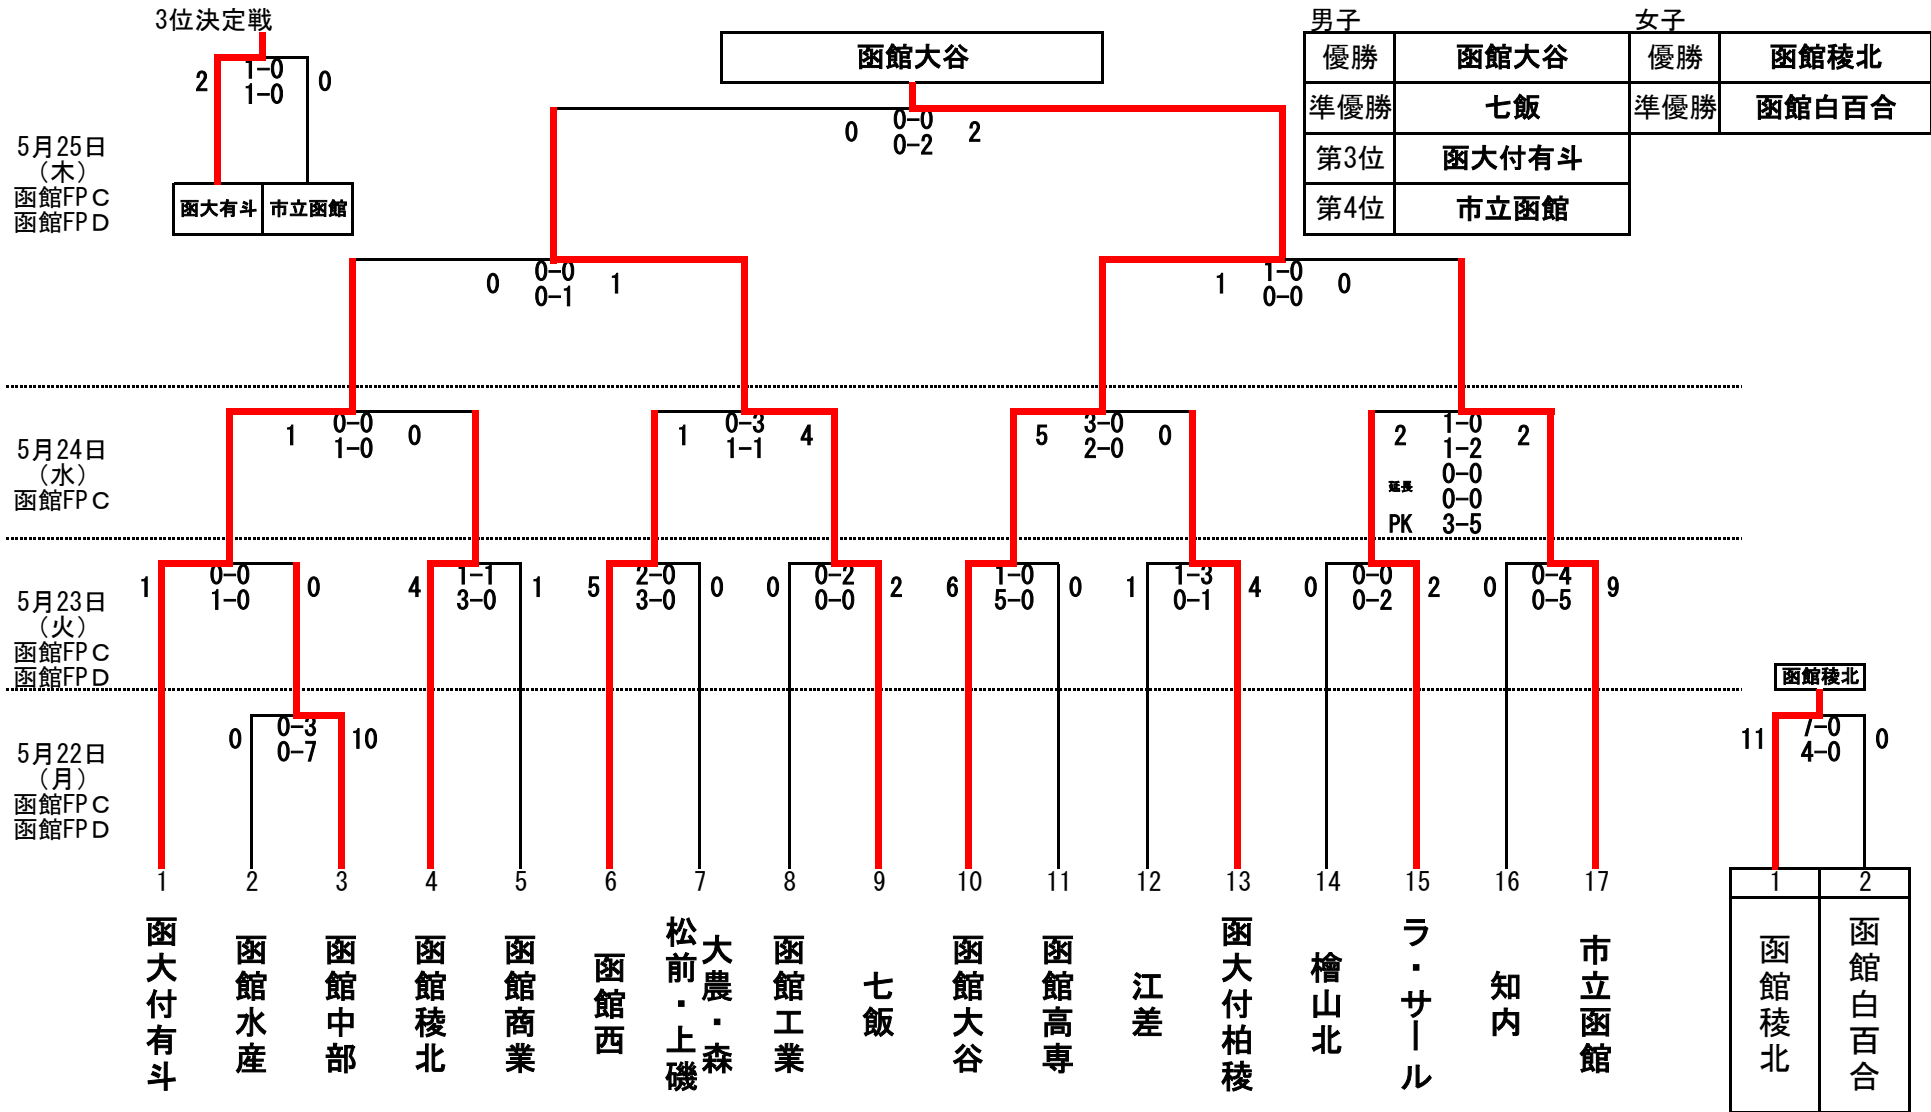 3位決定戦
2 1-0 0
1-0
函大有斗 市立函館
函館大谷
男子 女子
優勝 函館大谷 優勝 函館稜北
準優勝 七飯 準優勝 函館白百合
第3位 函大付有斗
第4位 市立函館
5月25日
（木）
函館FPＣ
函館FPＤ
0 0-0 2
0-2
0 0-0 1
0-1
1 1-0 0
0-0
5月24日
（水）
函館FPＣ
1 0-0 0
1-0
1 0-3 4
1-1
5 3-0 0
2-0
2 1-0 2
1-2
延長 0-0
0-0
PK 3-5
5月23日
（火）
函館FPＣ
函館FPＤ
1 0-0 0
1-0
4 1-1 1
3-0
5 2-0 0
3-0
0 0-2 2
0-0
6 1-0 0
5-0
1 1-3 4
0-1
0 0-0 2
0-2
0 0-4 9
0-5
5月22日
（月）
函館FPＣ
函館FPＤ
0 0-3 10
0-7
函館稜北
11 7-0 0
4-0
1 2 3 4 5 6 7 8 9 10 11 12 13 14 15 16 17
函大付有斗
函館水産
函館中部
函館稜北
函館商業
函館西
大農・森
松前・上磯
函館工業
七飯
函館大谷
函館高専
江差
函大付柏稜
檜山北
ラ・サール
知内
市立函館
1 2
函館稜北
函館白百合